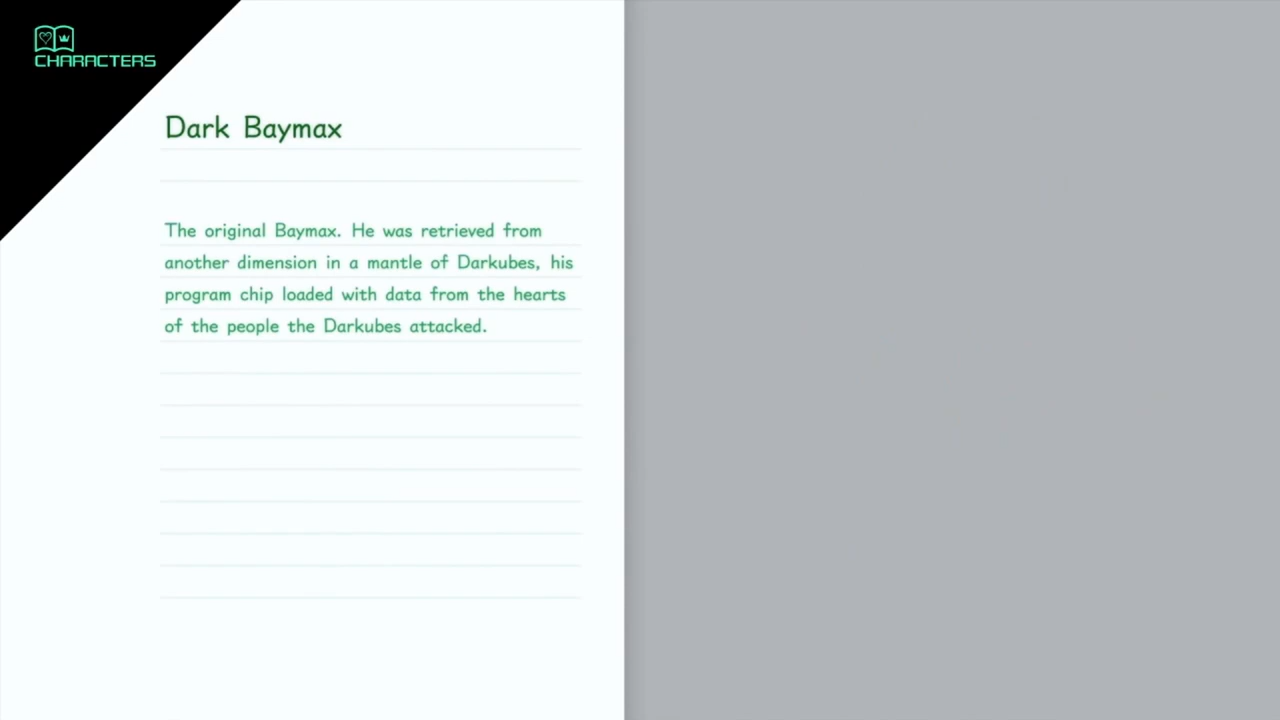 CHARACTERS
Dark Baymax
The original Baymax. He was retrieved from
another dimension in a mantle of Darkubes, his
program chip loaded with data from the hearts
of the people the Darkubes attacked.